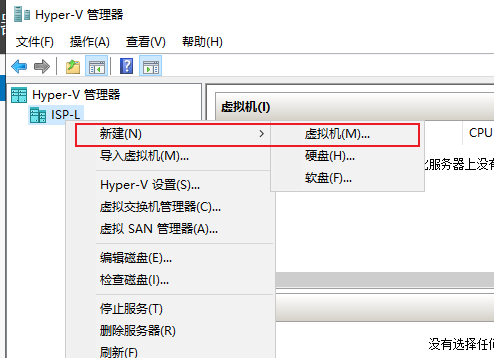 Hyper-V 管理器
文件(F) 操作(A) 查看(V) 帮助(H)
Hyper-V 管理器
ISP-L
虚拟机(I)
新建(N)
虚拟机(M)...
CPU
导入虚拟机(M)...
硬盘(H)...
服务器上没有
软盘(F)...
Hyper-V 设置(S)...
虚拟交换机管理器(C)...
虚拟 SAN 管理器(A)...
编辑磁盘(E)...
检查磁盘(I)...
停止服务(T)
删除服务器(R)
没有选择任
刷新(F)